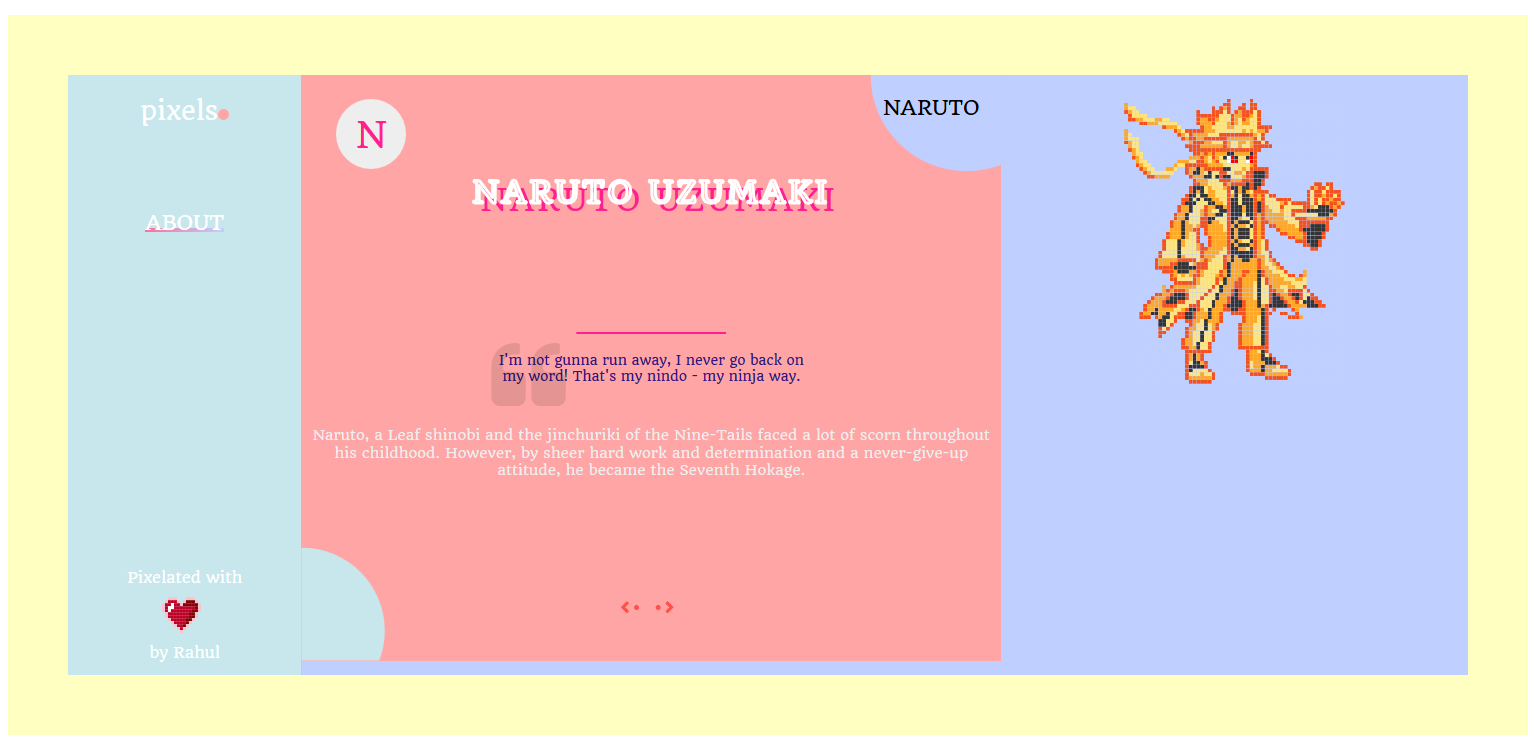 pixels
ABOUT
Pixelated with
by Rahul
N
NARUTO
NARUTO UZUMAKI
I'm not gunna run away, I never go back on
my word! That's my nindo - my ninja way.
Naruto, a Leaf shinobi and the jinchuriki of the Nine-Tails faced a lot of scorn throughout
his childhood. However, by sheer hard work and determination and a never-give-up
attitude, he became the Seventh Hokage.